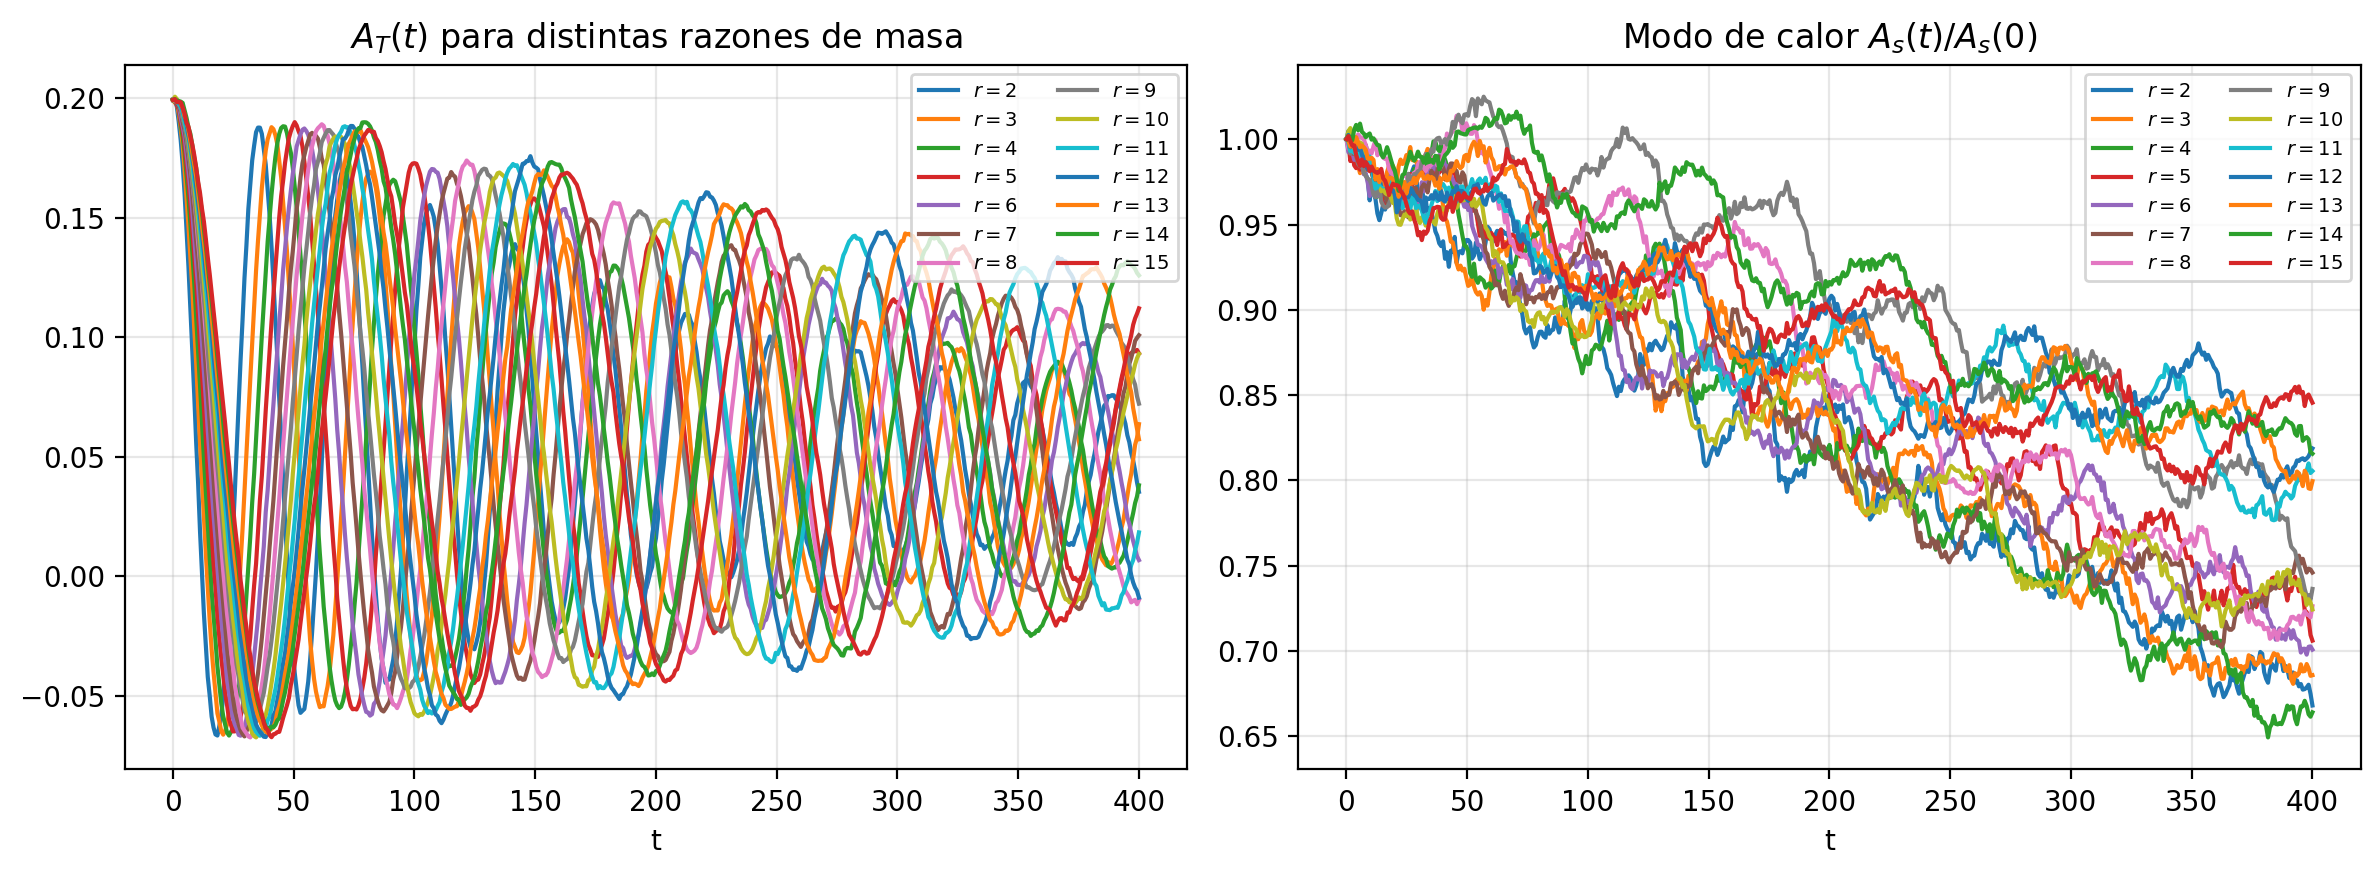 A_T(t) para distintas razones de masa
0.20
0.15
0.10
0.05
0.00
−0.05
0 50 100 150 200 250 300 350 400
t
r = 2 r = 9
r = 3 r = 10
r = 4 r = 11
r = 5 r = 12
r = 6 r = 13
r = 7 r = 14
r = 8 r = 15
Modo de calor A_s(t)/A_s(0)
1.00
0.95
0.90
0.85
0.80
0.75
0.70
0.65
0 50 100 150 200 250 300 350 400
t
r = 2 r = 9
r = 3 r = 10
r = 4 r = 11
r = 5 r = 12
r = 6 r = 13
r = 7 r = 14
r = 8 r = 15